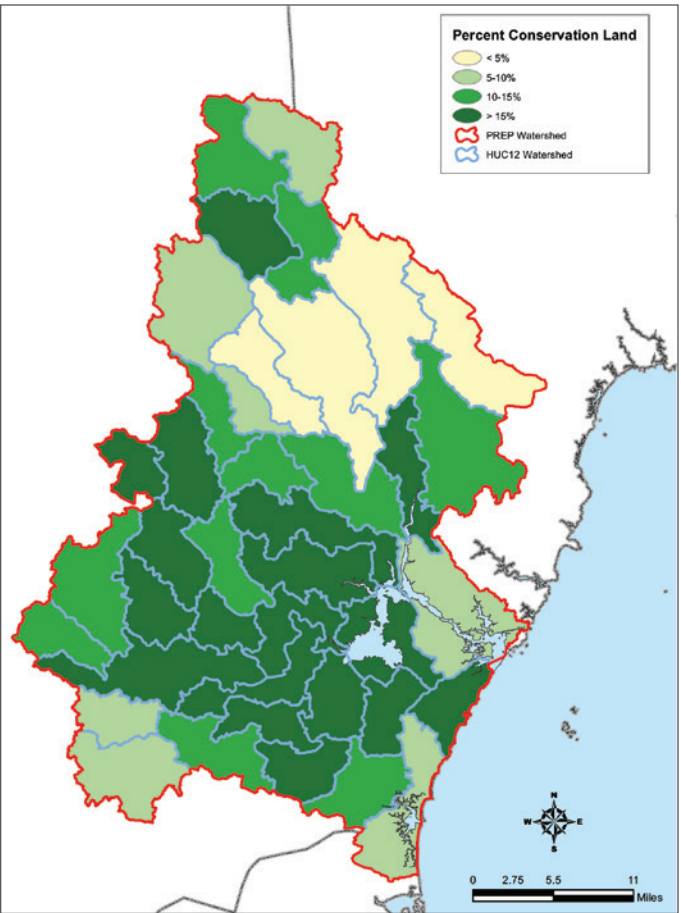 Percent Conservation Land
< 5%
5-10%
10-15%
> 15%
PREP Watershed
HUC12 Watershed
N
W E
S
0 2.75 5.5 11
Miles